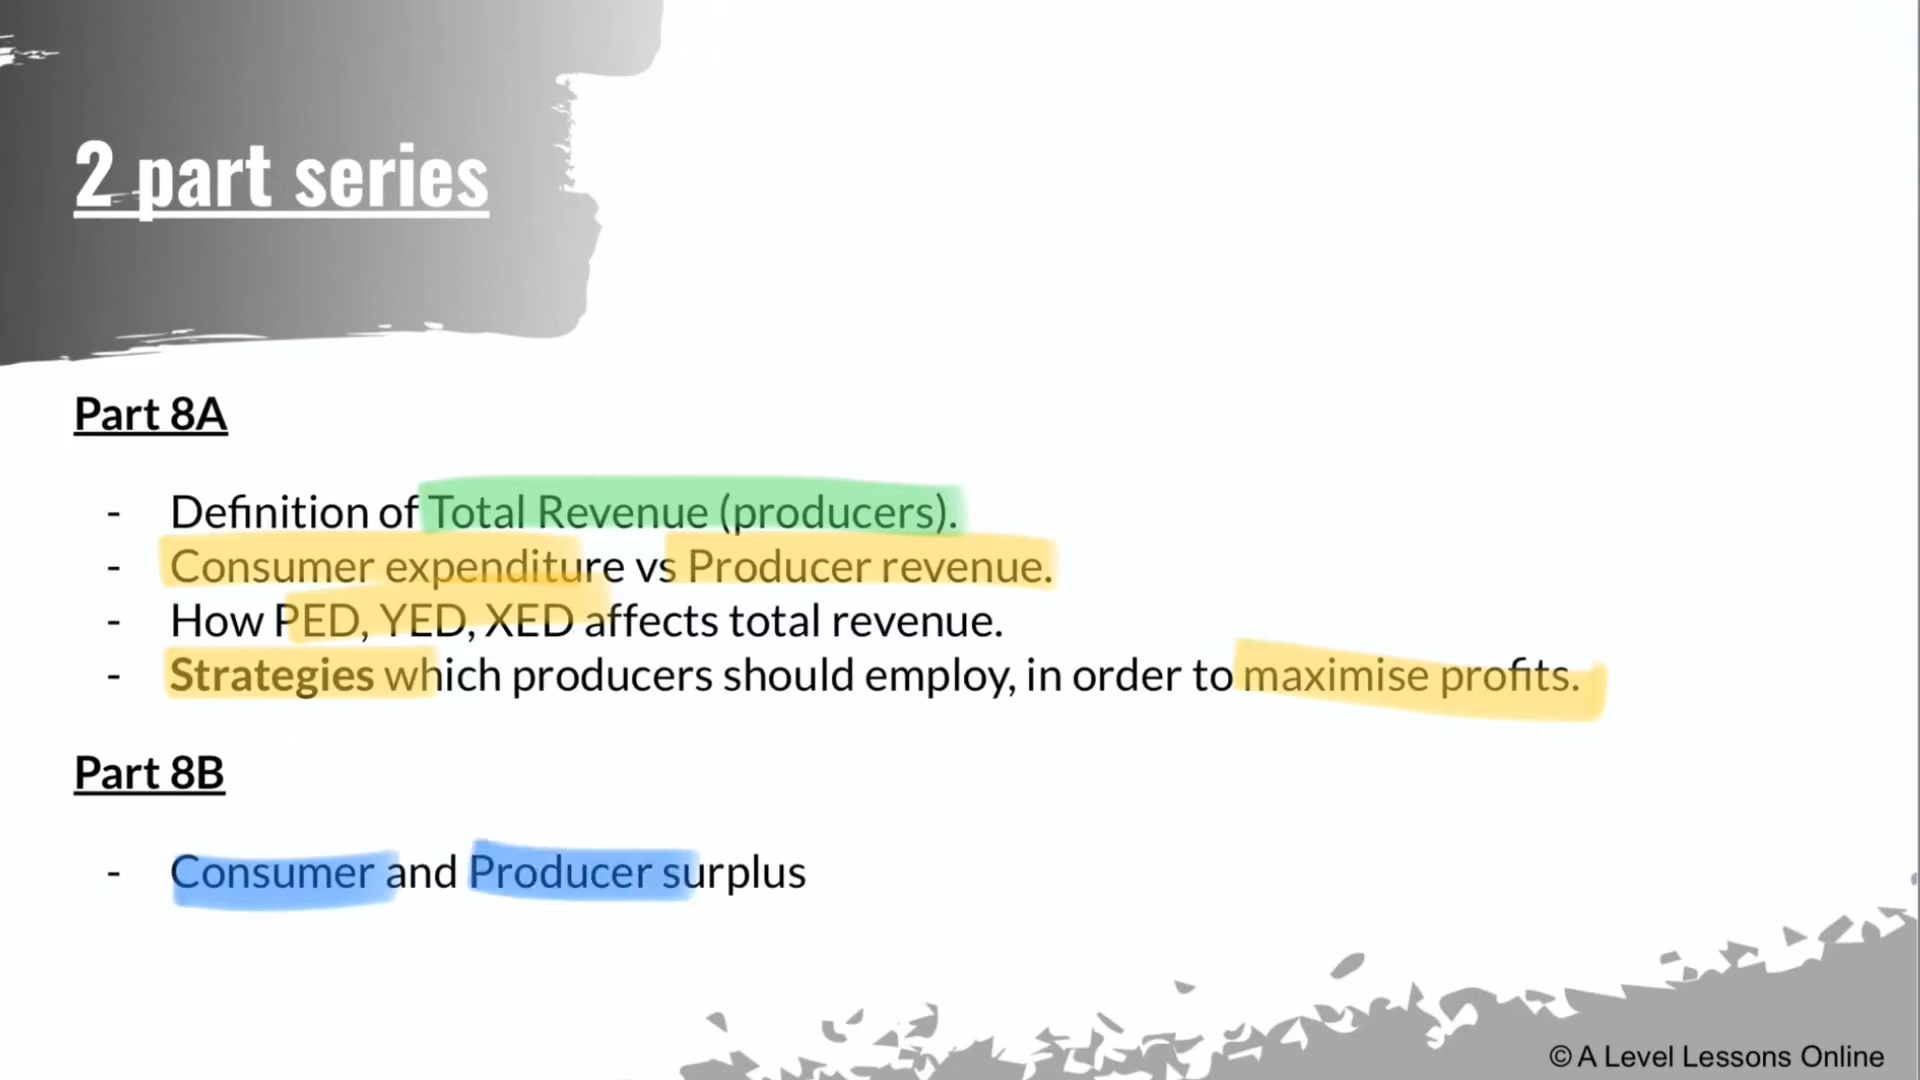 2 part series
Part 8A
- Definition of Total Revenue (producers).
- Consumer expenditure vs Producer revenue.
- How PED, YED, XED affects total revenue.
- Strategies which producers should employ, in order to maximise profits.
Part 8B
- Consumer and Producer surplus
© A Level Lessons Online